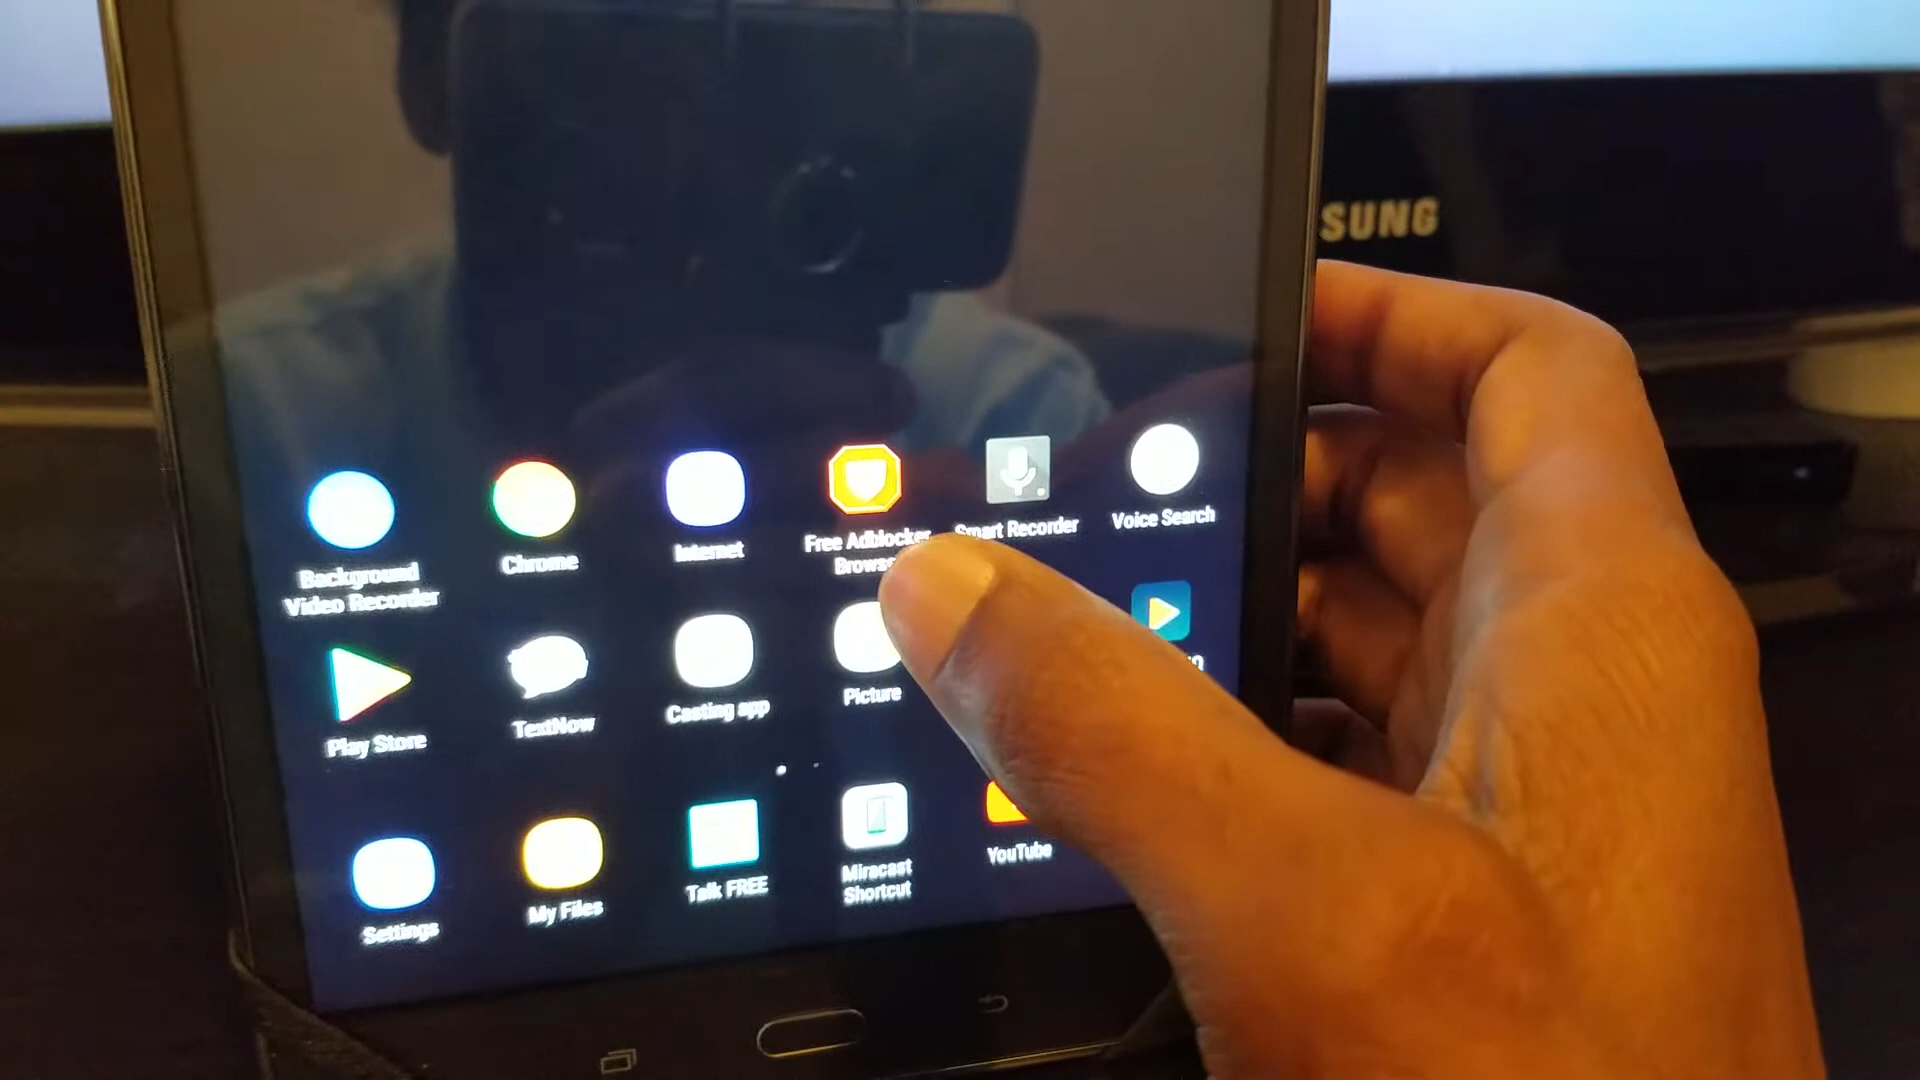 SUNG
Background
Video Recorder
Chrome
Internet
Free Adblocker
Smart Recorder
Voice Search
Play Store
TextNow
Casting app
Picture
Settings
My Files
Talk FREE
Miracast
Shortcut
YouTube